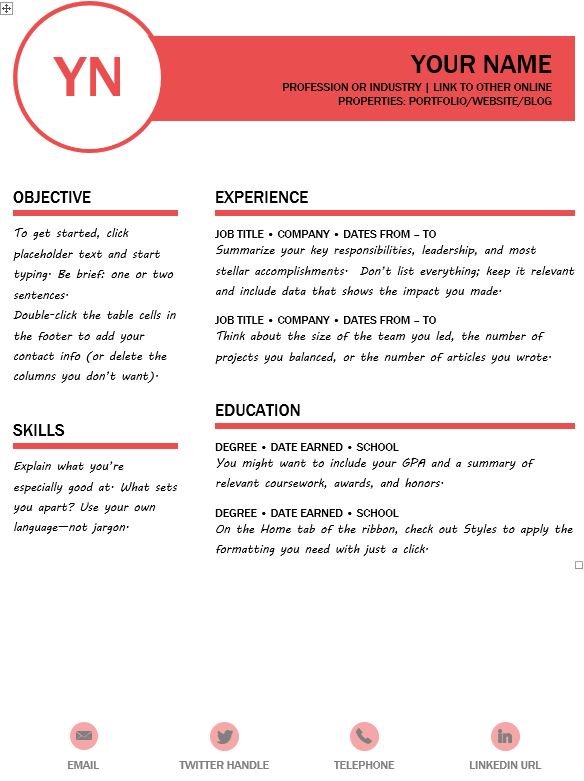 YN
YOUR NAME
PROFESSION OR INDUSTRY | LINK TO OTHER ONLINE
PROPERTIES: PORTFOLIO/WEBSITE/BLOG
OBJECTIVE
To get started, click
placeholder text and start
typing. Be brief: one or two
sentences.
Double-click the table cells in
the footer to add your
contact info (or delete the
columns you don't want).
SKILLS
Explain what you're
especially good at. What sets
you apart? Use your own
language—not jargon.
EXPERIENCE
JOB TITLE • COMPANY • DATES FROM – TO
Summarize your key responsibilities, leadership, and most
stellar accomplishments.  Don't list everything; keep it relevant
and include data that shows the impact you made.
JOB TITLE • COMPANY • DATES FROM – TO
Think about the size of the team you led, the number of
projects you balanced, or the number of articles you wrote.
EDUCATION
DEGREE • DATE EARNED • SCHOOL
You might want to include your GPA and a summary of
relevant coursework, awards, and honors.
DEGREE • DATE EARNED • SCHOOL
On the Home tab of the ribbon, check out Styles to apply the
formatting you need with just a click.
in
EMAIL
TWITTER HANDLE
TELEPHONE
LINKEDIN URL